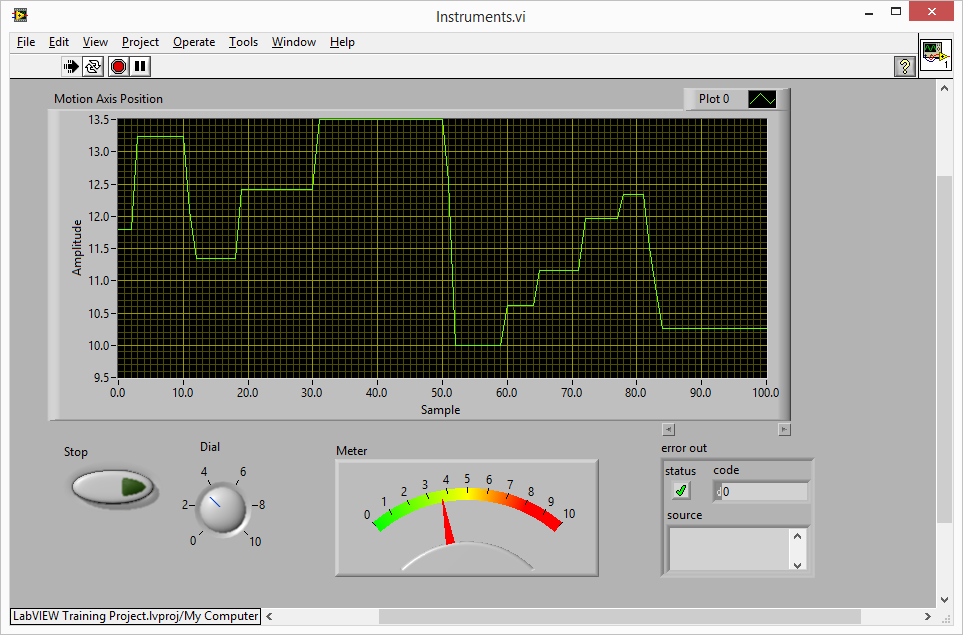 Instruments.vi
File Edit View Project Operate Tools Window Help
?
1
Motion Axis Position
Plot 0
13.5
13.0
12.5
12.0
11.5
11.0
10.5
10.0
9.5
Amplitude
0.0 10.0 20.0 30.0 40.0 50.0 60.0 70.0 80.0 90.0 100.0
Sample
Stop
Dial
0 2 4 6 8 10
Meter
0 1 2 3 4 5 6 7 8 9 10
error out
status code
0
source
LabVIEW Training Project.lvproj/My Computer